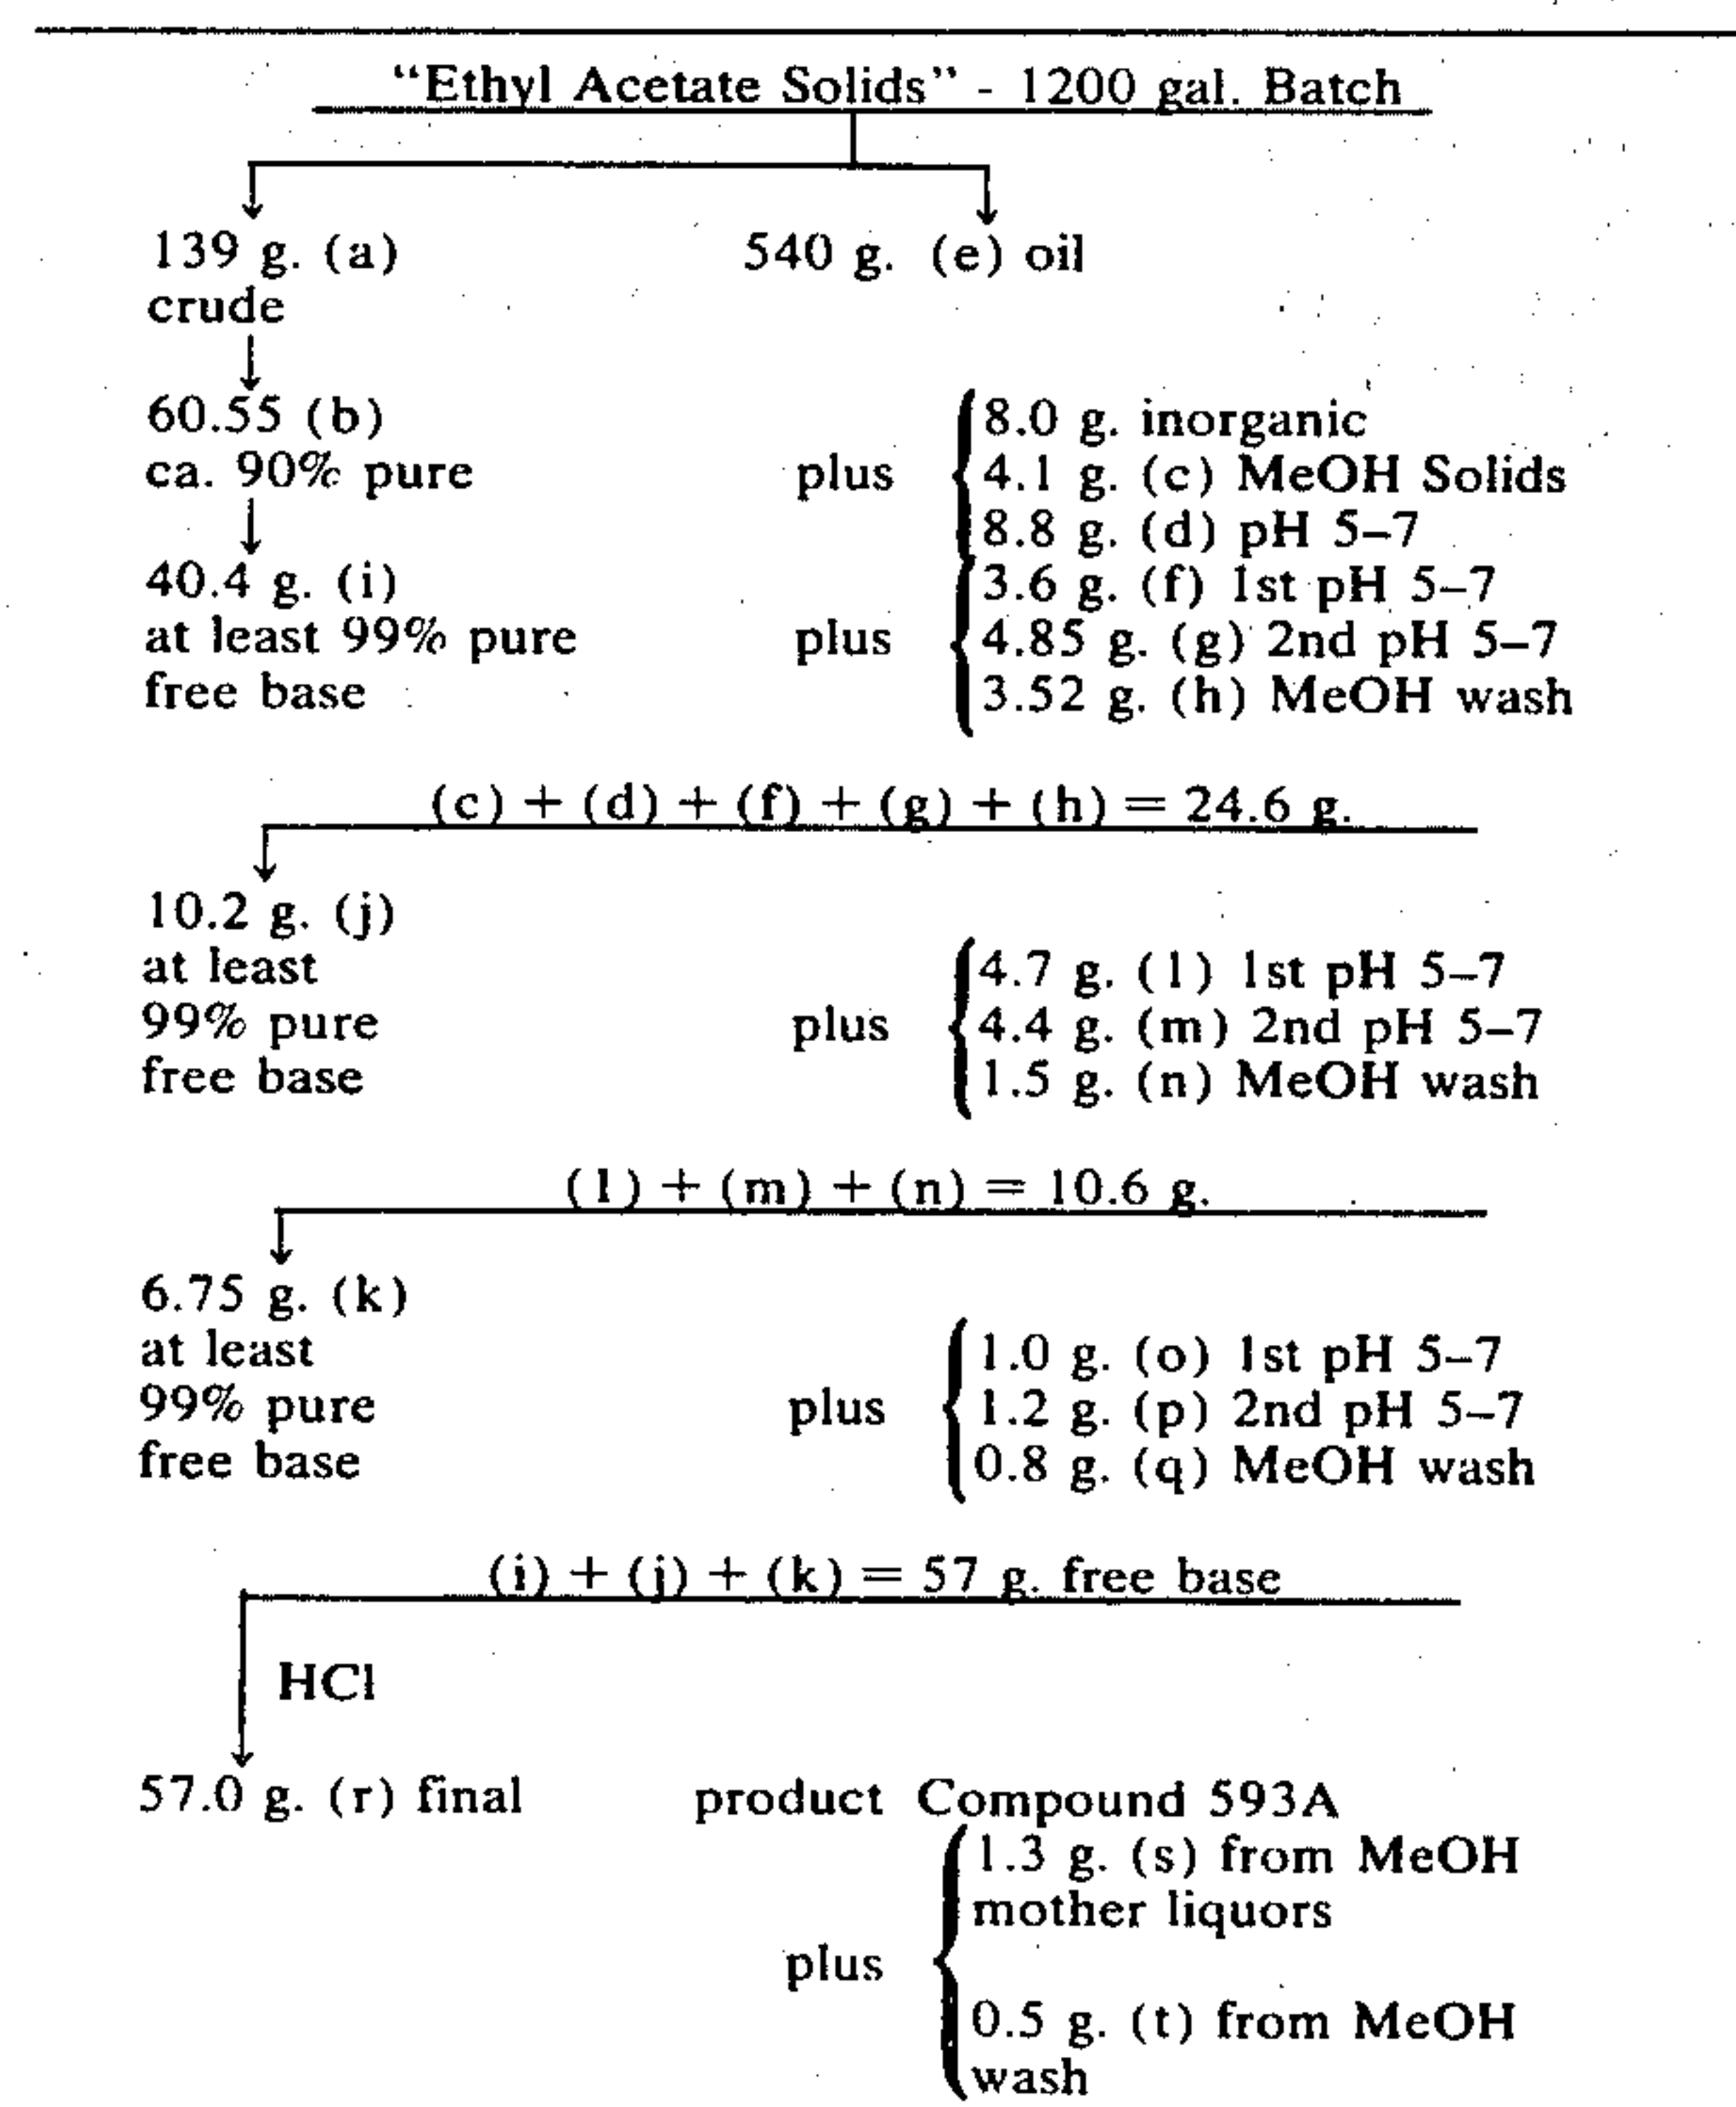 “Ethyl Acetate Solids” - 1200 gal. Batch
139 g. (a)
crude
540 g. (e) oil
60.55 (b)
ca. 90% pure
plus
8.0 g. inorganic
4.1 g. (c) MeOH Solids
8.8 g. (d) pH 5–7
40.4 g. (i)
at least 99% pure
free base
plus
3.6 g. (f) 1st pH 5–7
4.85 g. (g) 2nd pH 5–7
3.52 g. (h) MeOH wash
(c) + (d) + (f) + (g) + (h) = 24.6 g.
10.2 g. (j)
at least
99% pure
free base
plus
4.7 g. (l) 1st pH 5–7
4.4 g. (m) 2nd pH 5–7
1.5 g. (n) MeOH wash
(l) + (m) + (n) = 10.6 g.
6.75 g. (k)
at least
99% pure
free base
plus
1.0 g. (o) 1st pH 5–7
1.2 g. (p) 2nd pH 5–7
0.8 g. (q) MeOH wash
(i) + (j) + (k) = 57 g. free base
HCl
57.0 g. (r) final product Compound 593A
plus
1.3 g. (s) from MeOH
mother liquors
0.5 g. (t) from MeOH
wash